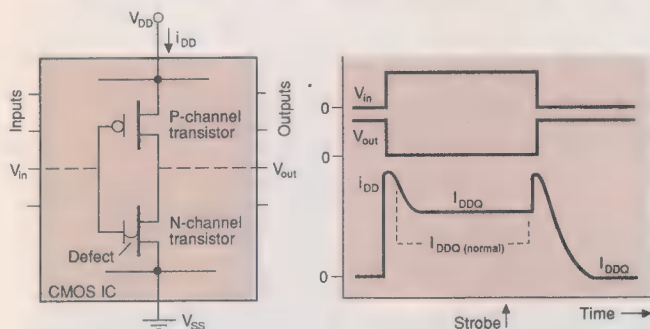 V_DD
i_DD
Inputs
Outputs
P-channel
transistor
V_in
V_out
N-channel
transistor
Defect
CMOS IC
V_SS
V_in
0
V_out
0
i_DD
I_DDQ
I_DDQ (normal)
0
I_DDQ
Strobe
Time